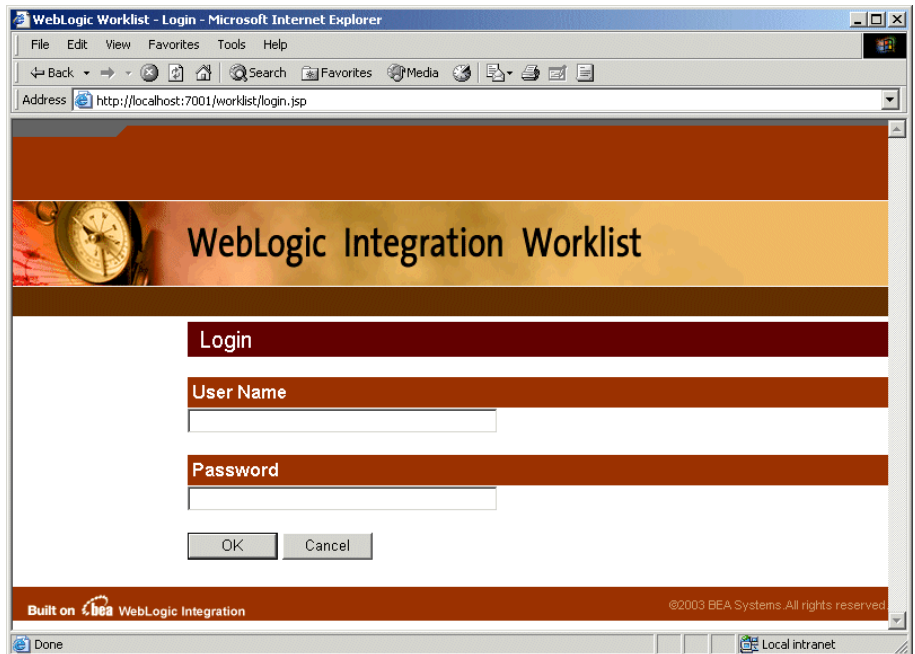 WebLogic Worklist - Login - Microsoft Internet Explorer
File Edit View Favorites Tools Help
Back Search Favorites Media
Address http://localhost:7001/worklist/login.jsp
WebLogic Integration Worklist
Login
User Name
Password
OK Cancel
Built on bea WebLogic Integration ©2003 BEA Systems.All rights reserved.
Done Local intranet